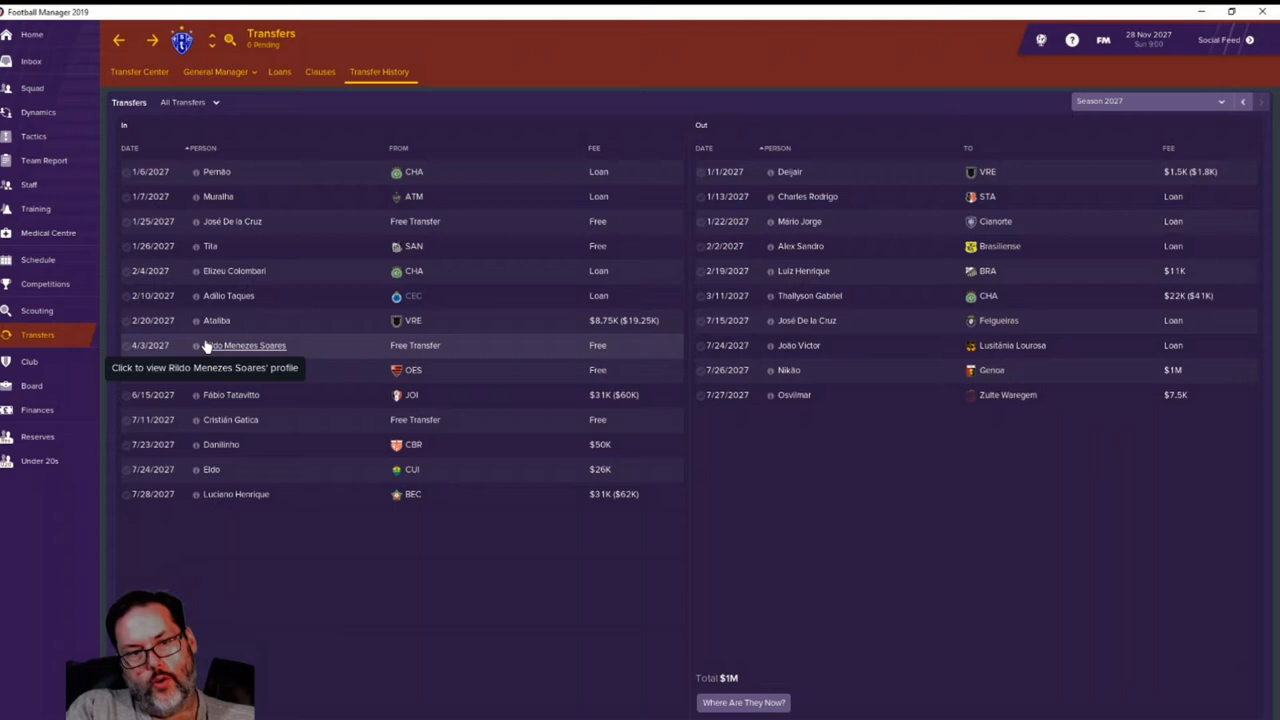 Football Manager 2019
Home
Inbox
Squad
Dynamics
Tactics
Team Report
Staff
Training
Medical Centre
Schedule
Competitions
Scouting
Transfers
Club
Board
Finances
Reserves
Under 20s
Transfers
0 Pending
28 Nov 2027
Sun 9:00
FM
Social Feed
Transfer Center General Manager Loans Clauses Transfer History
Transfers All Transfers
Season 2027
In
DATE PERSON FROM FEE
1/6/2027 Pernão CHA Loan
1/7/2027 Muralha ATM Loan
1/25/2027 José De la Cruz Free Transfer Free
1/26/2027 Tita SAN Free
2/4/2027 Elizeu Colombari CHA Loan
2/10/2027 Adílio Taques CEC Loan
2/20/2027 Ataliba VRE $8.75K ($19.25K)
4/3/2027 ildo Menezes Soares Free Transfer Free
Click to view Rildo Menezes Soares' profile
OES Free
6/15/2027 Fábio Tatavitto JOI $31K ($60K)
7/11/2027 Cristián Gatica Free Transfer Free
7/23/2027 Danilinho CBR $50K
7/24/2027 Eldo CUI $26K
7/28/2027 Luciano Henrique BEC $31K ($62K)
Out
DATE PERSON TO FEE
1/1/2027 Deijair VRE $1.5K ($1.8K)
1/13/2027 Charles Rodrigo STA Loan
1/22/2027 Mário Jorge Cianorte Loan
2/2/2027 Alex Sandro Brasiliense Loan
2/19/2027 Luiz Henrique BRA $11K
3/11/2027 Thallyson Gabriel CHA $22K ($41K)
7/15/2027 José De la Cruz Felgueiras Loan
7/24/2027 João Victor Lusitânia Lourosa Loan
7/26/2027 Nikão Genoa $1M
7/27/2027 Osvilmar Zulte Waregem $7.5K
Total $1M
Where Are They Now?